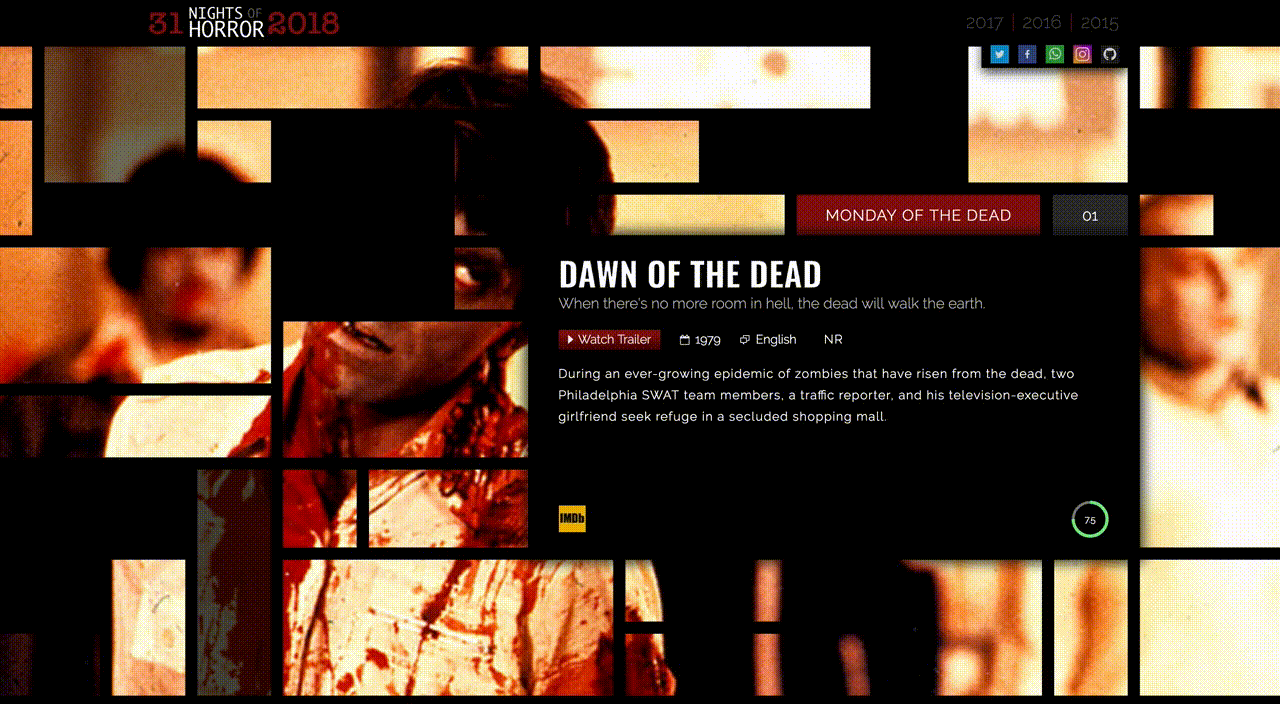 31 NIGHTS OF HORROR 2018
2017 | 2016 | 2015
MONDAY OF THE DEAD
01
DAWN OF THE DEAD
When there's no more room in hell, the dead will walk the earth.
Watch Trailer 1979 English NR
During an ever-growing epidemic of zombies that have risen from the dead, two
Philadelphia SWAT team members, a traffic reporter, and his television-executive
girlfriend seek refuge in a secluded shopping mall.
IMDb
75